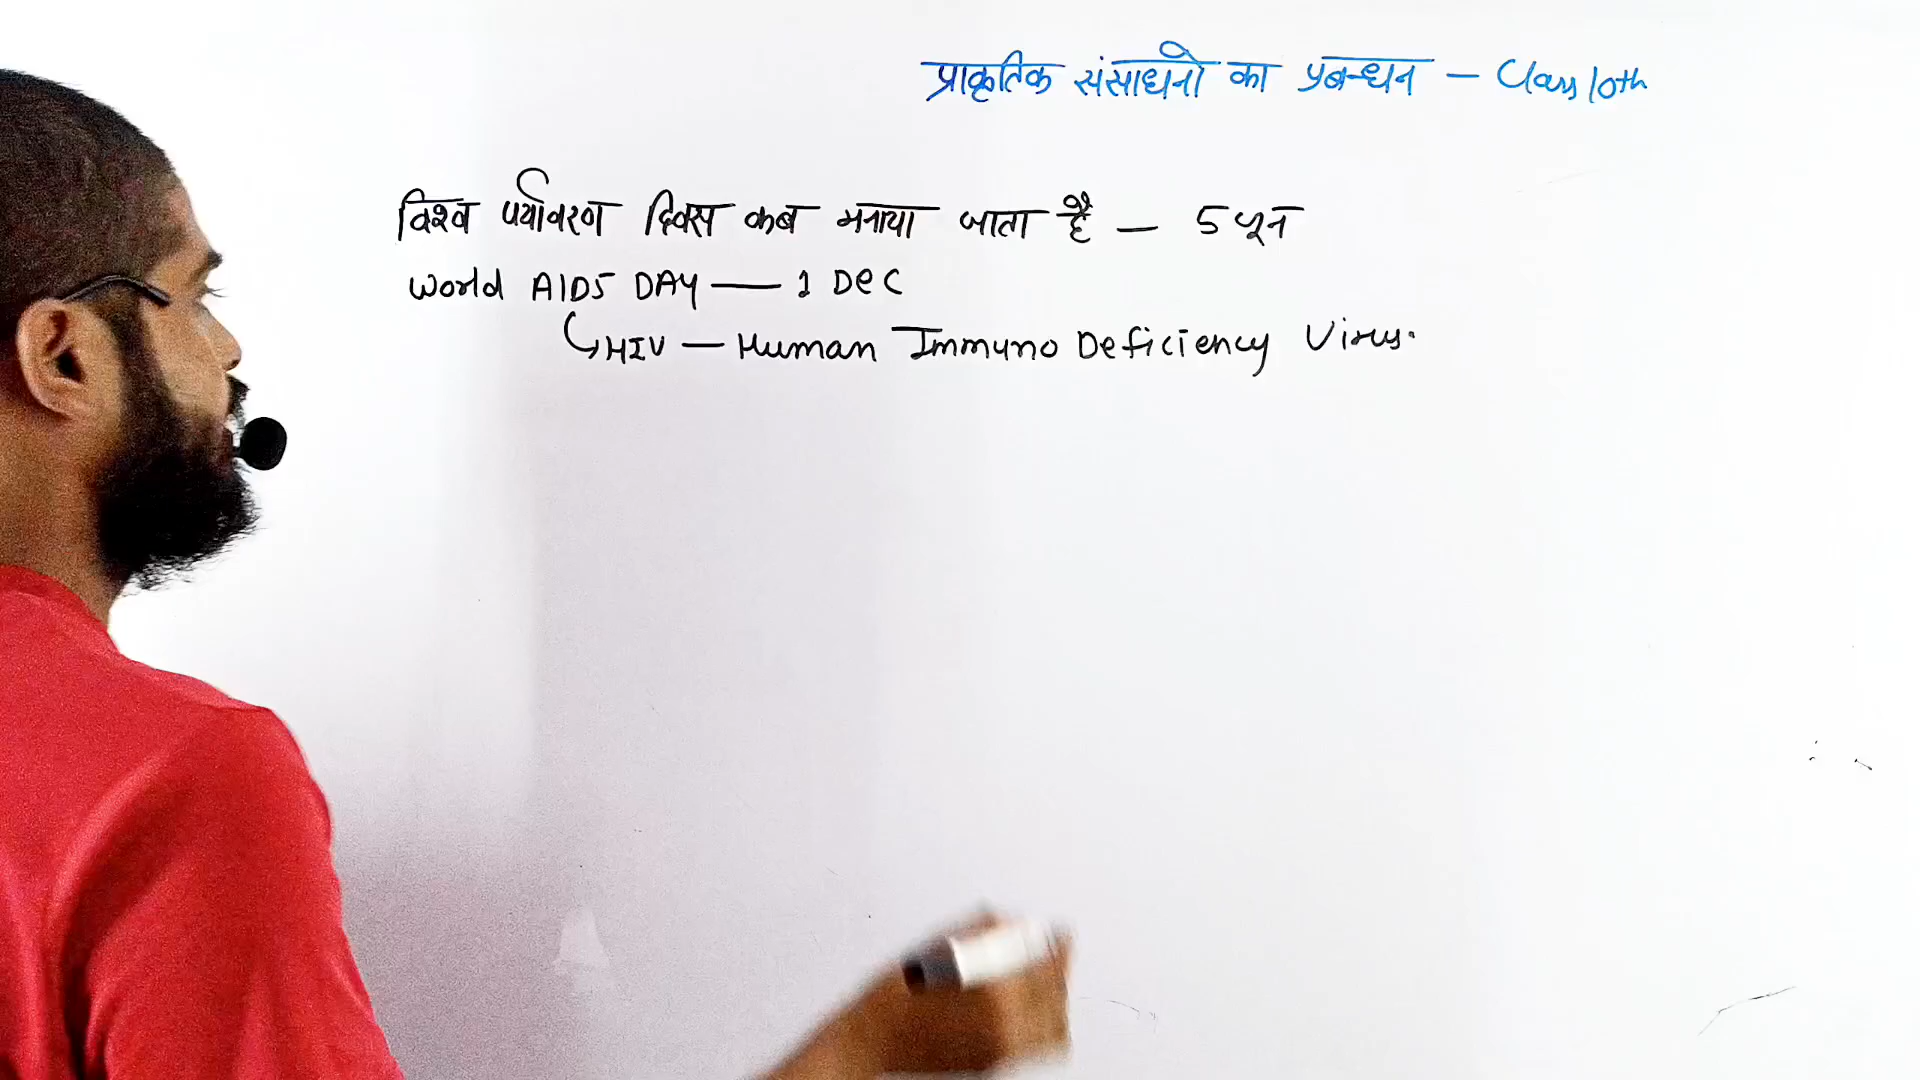 प्राकृतिक संसाधनो का प्रबन्धन — Class 10th
विश्व पर्यावरण दिवस कब मनाया जाता है — 5 जून
World AIDS DAY — 1 Dec
↳ HIV — Human Immuno Deficiency Virus.